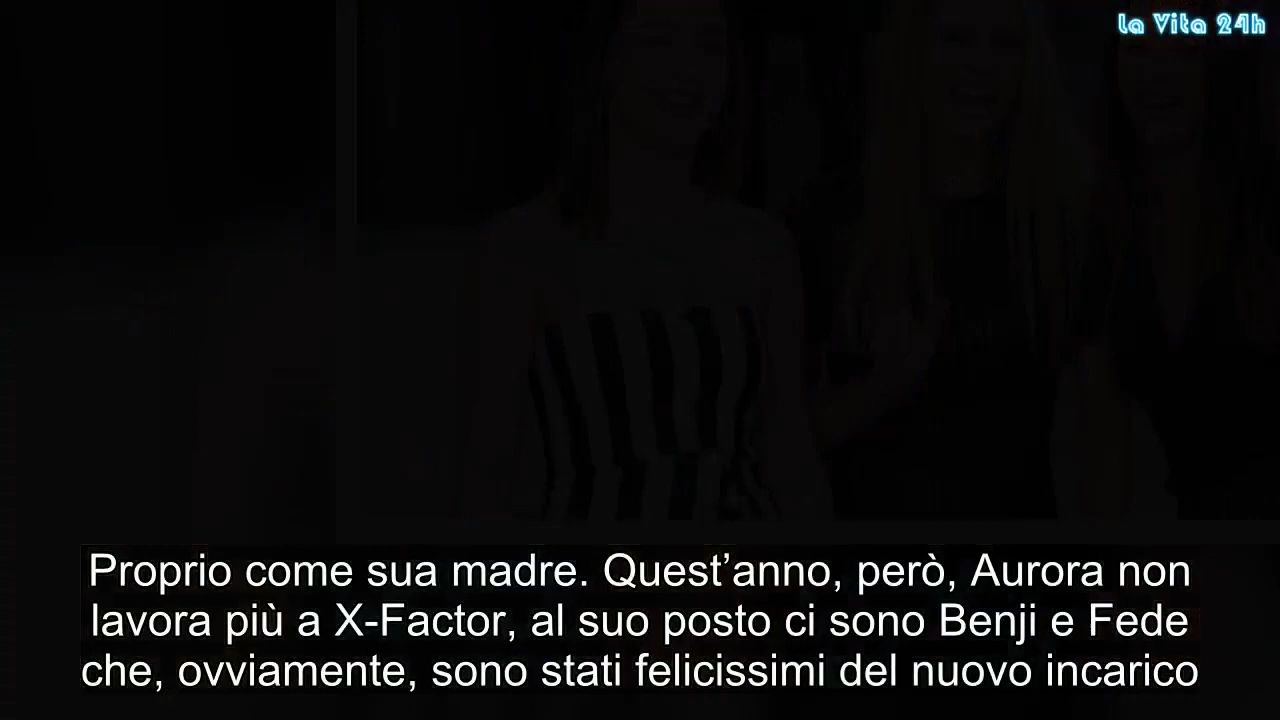 La Vita 24h
Proprio come sua madre. Quest’anno, però, Aurora non
lavora più a X-Factor, al suo posto ci sono Benji e Fede
che, ovviamente, sono stati felicissimi del nuovo incarico